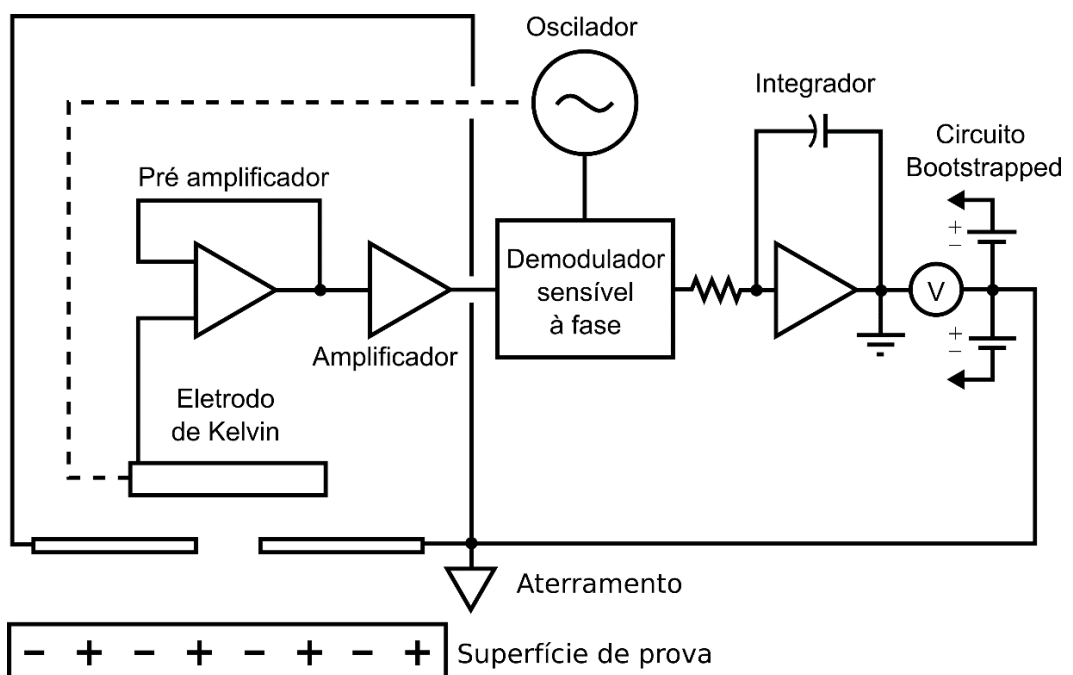 Oscilador
Integrador
Circuito
Bootstrapped
Pré amplificador
+
−
Demodulador
sensível
à fase
V
Amplificador
+
−
Eletrodo
de Kelvin
Aterramento
− + − + − + − +
Superfície de prova